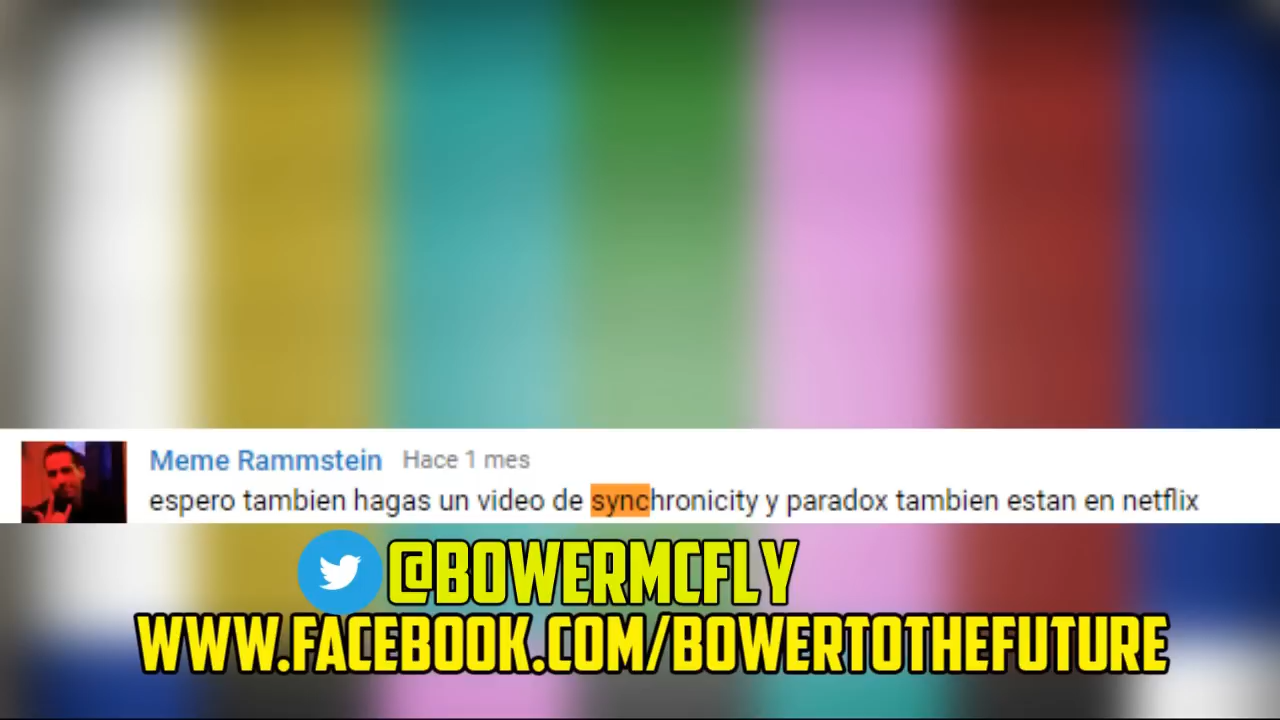 Meme Rammstein Hace 1 mes
espero tambien hagas un video de synchronicity y paradox tambien estan en netflix
@BOWERMCFLY
WWW.FACEBOOK.COM/BOWERTOTHEFUTURE